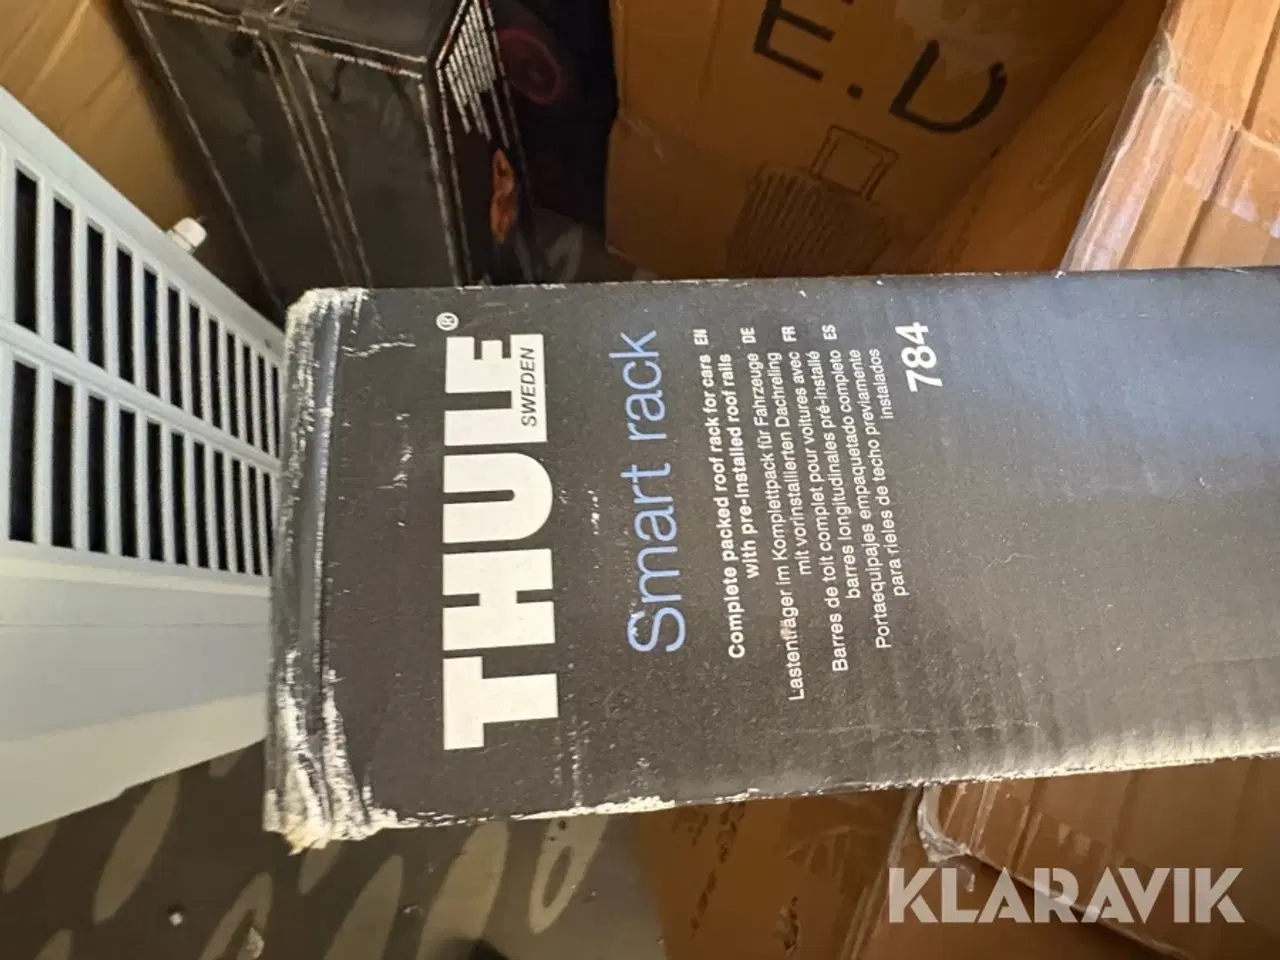 THULE®
SWEDEN
Smart rack
Complete packed roof rack for cars EN
with pre-installed roof rails
Lastenträger im Komplettpack für Fahrzeuge DE
mit vorinstallierten Dachreling
Barres de toit complet pour voitures avec FR
barres longitudinales pré-installé
Portaequipajes empaquetado completo ES
para rieles de techo previamente
instalados
784
E.D
KLARAVIK